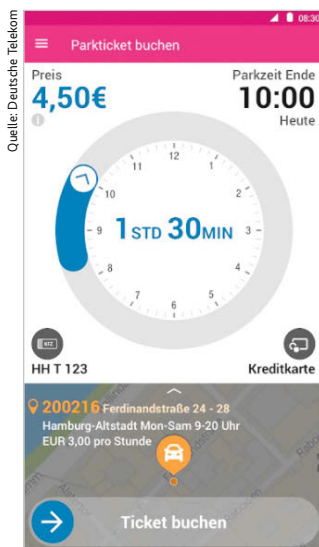 Quelle: Deutsche Telekom
08:30
Parkticket buchen
Preis
4,50€
Parkzeit Ende
10:00
Heute
12
11
10
2
9
1 STD 30 MIN
3
8
4
7
6
5
KFZ
HH T 123
Kreditkarte
200216 Ferdinandstraße 24 - 28
Hamburg-Altstadt Mon-Sam 9-20 Uhr
EUR 3,00 pro Stunde
Ticket buchen